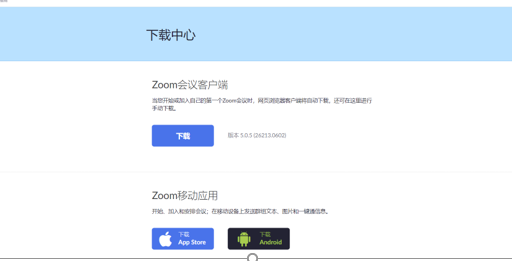 下载中心
Zoom会议客户端
当您开始或加入自己的第一个Zoom会议时，网页浏览器客户端将自动下载，还可在这里进行
手动下载。
下载
版本 5.0.5 (26213.0602)
Zoom移动应用
开始、加入和安排会议；在移动设备上发送群组文本、图片和一键通信息。
下载
App Store
下载
Android